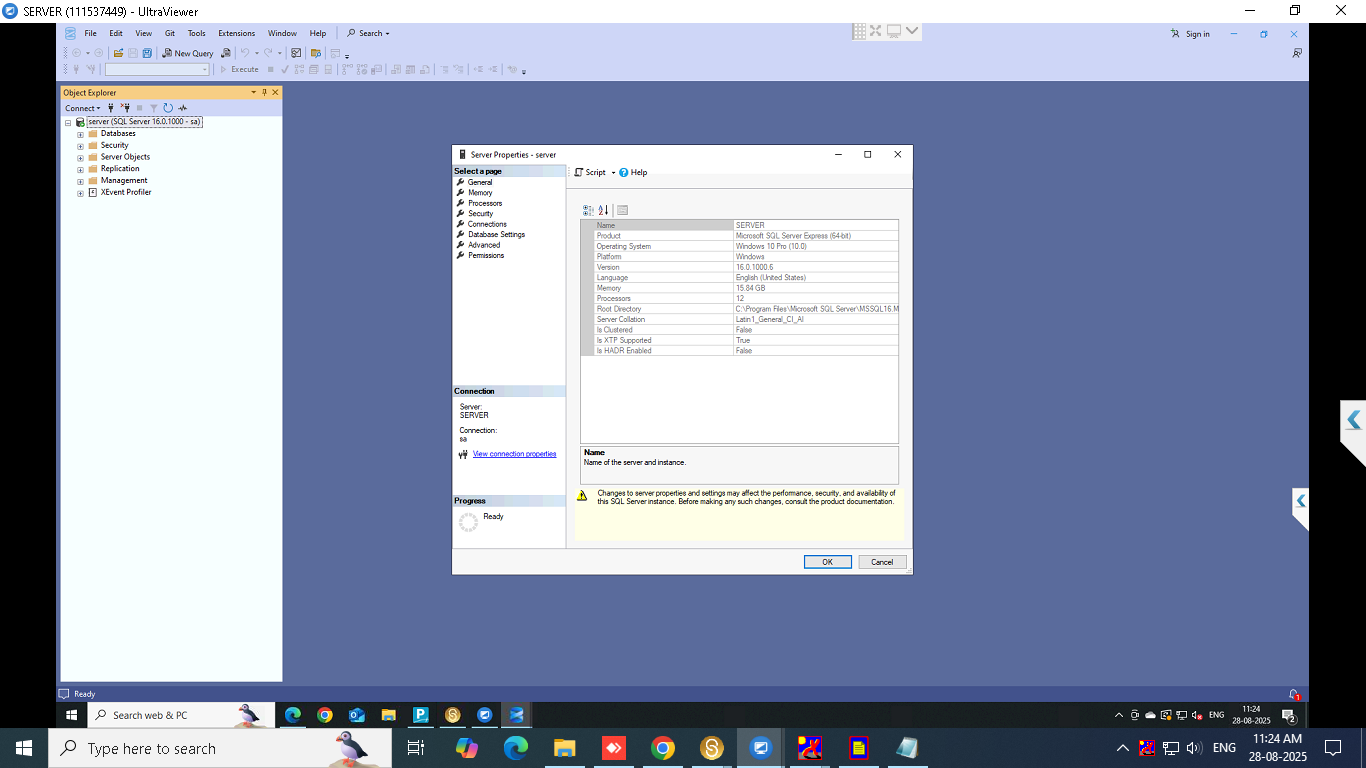 SERVER (111537449) - UltraViewer
File Edit View Tools Extensions Window Help Search Sign in
New Query
Execute
Object Explorer
Connect
server (SQL Server 16.0.1000 - sa)
Databases
Security
Server Objects
Replication
Management
XEvent Profiler
Server Properties - server
Select a page
General
Memory
Processors
Security
Connections
Database Settings
Advanced
Permissions
Script Help
Name SERVER
Product Microsoft SQL Server Express (64-bit)
Operating System Windows 10 Pro (10.0)
Platform Windows
Version 16.0.1000.6
Language English (United States)
Memory 15.84 GB
Processors 12
Root Directory C:\Program Files\Microsoft SQL Server\MSSQL16.M
Server Collation Latin1_General_CI_AI
Is Clustered False
Is XTP Supported True
Is HADR Enabled False
Connection
Server:
SERVER
Connection:
sa
View connection properties
Progress
Ready
Name
Name of the server and instance.
Changes to server properties and settings may affect the performance, security, and availability of
this SQL Server instance. Before making any such changes, consult the product documentation.
OK Cancel
Ready
1
Search web & PC
ENG
11:24
28-08-2025
2
Type here to search
ENG
11:24 AM
28-08-2025